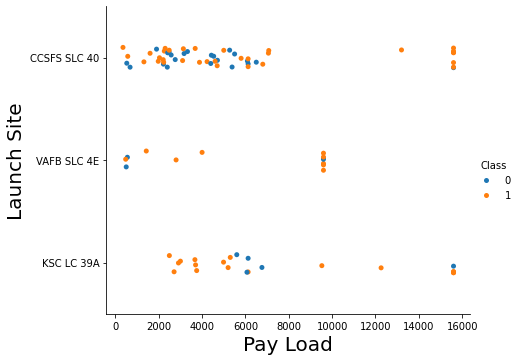 Launch Site
CCSFS SLC 40
VAFB SLC 4E
KSC LC 39A
Class
0
1
0 2000 4000 6000 8000 10000 12000 14000 16000
Pay Load